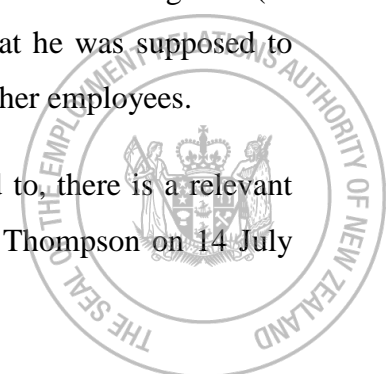 at he was supposed to
her employees.
to, there is a relevant
Thompson on 14 July
THE SEAL OF THE EMPLOYMENT RELATIONS AUTHORITY OF NEW ZEALAND